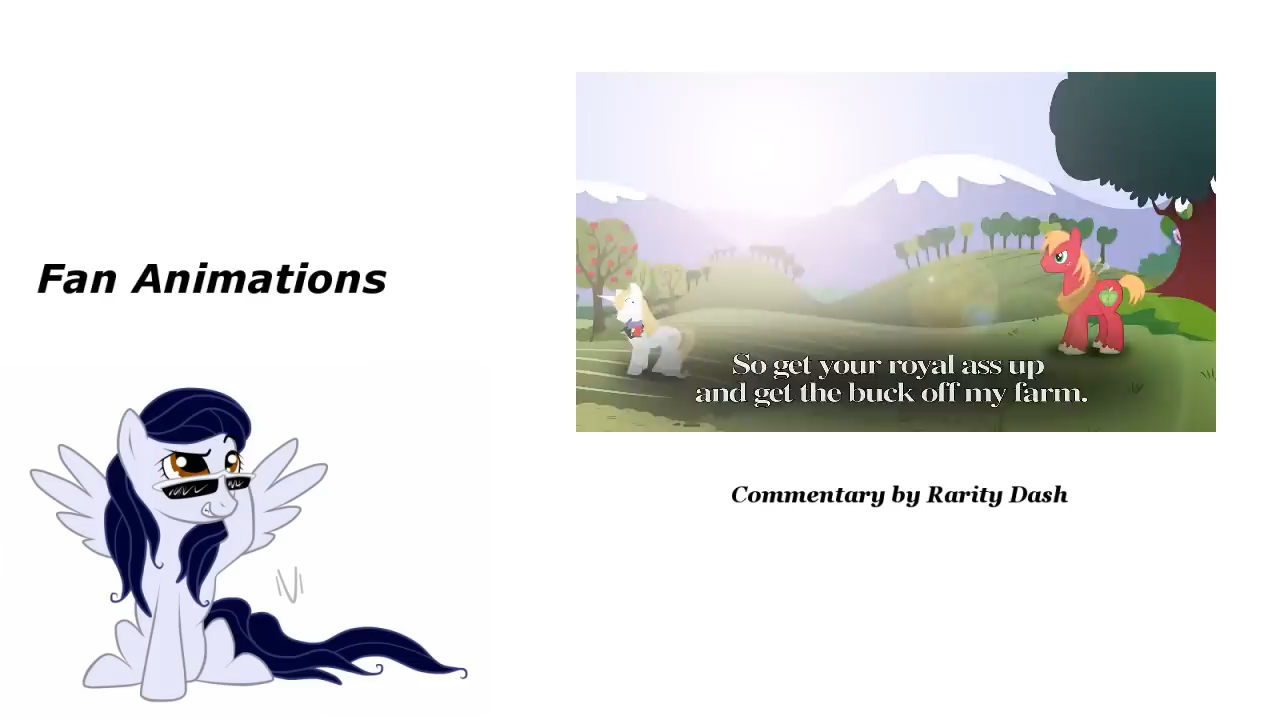 Fan Animations
So get your royal ass up
and get the buck off my farm.
Commentary by Rarity Dash